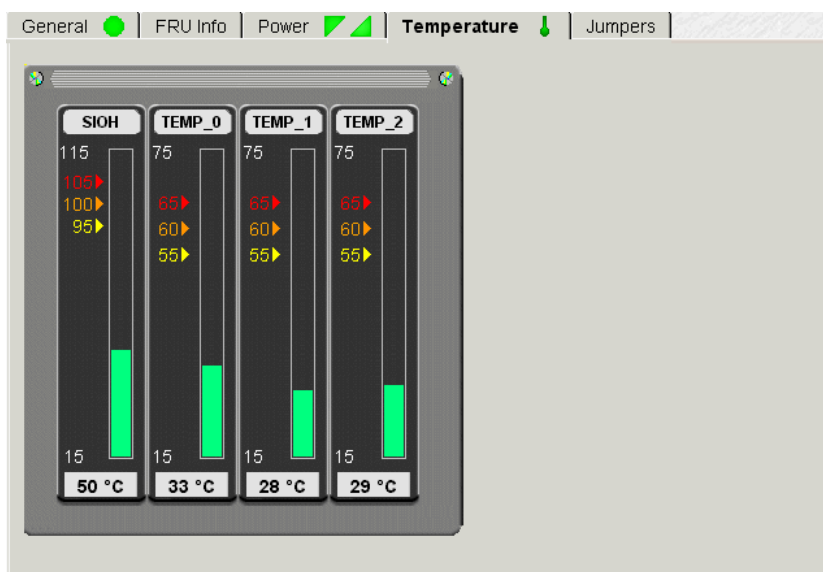 General FRU Info Power Temperature Jumpers
SIOH TEMP_0 TEMP_1 TEMP_2
115 75 75 75
105 65 65 65
100 60 60 60
95 55 55 55
15 15 15 15
50 °C 33 °C 28 °C 29 °C